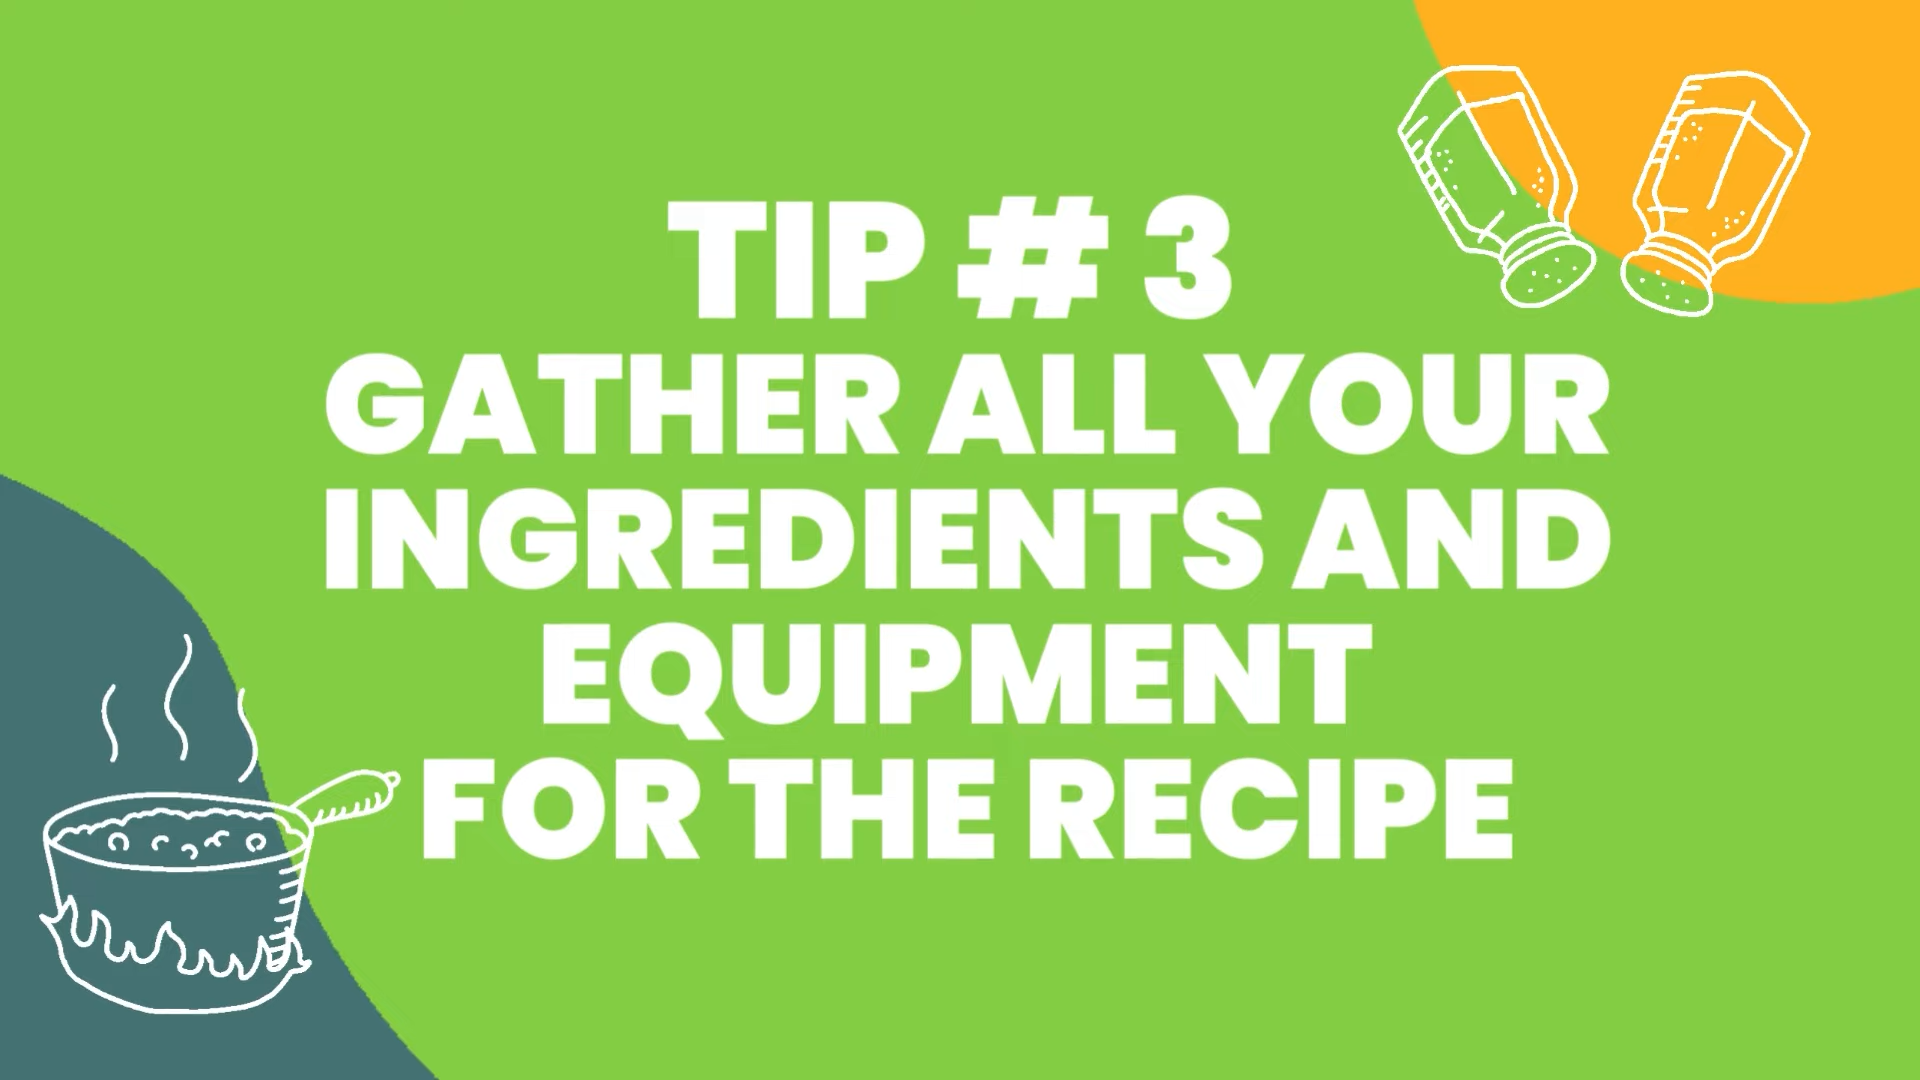 TIP # 3
GATHER ALL YOUR
INGREDIENTS AND
EQUIPMENT
FOR THE RECIPE